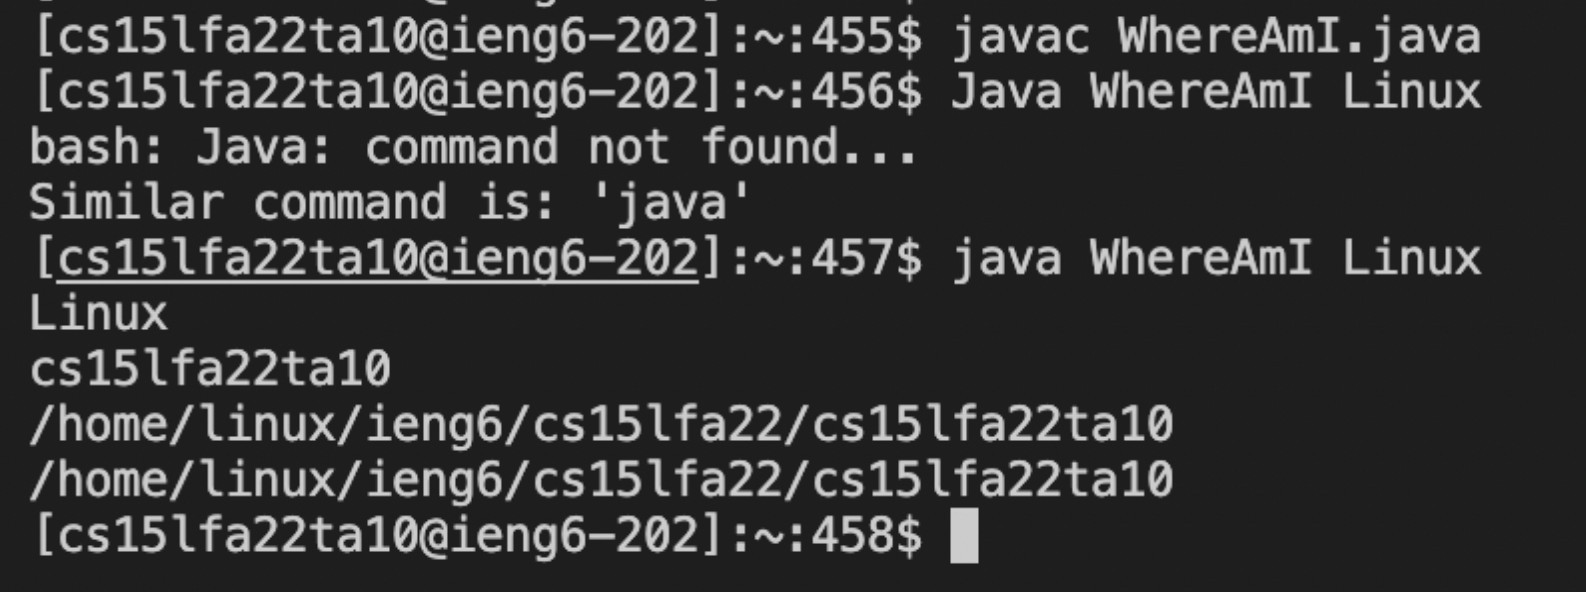 [cs15lfa22ta10@ieng6-202]:~:455$ javac WhereAmI.java
[cs15lfa22ta10@ieng6-202]:~:456$ Java WhereAmI Linux
bash: Java: command not found...
Similar command is: 'java'
[cs15lfa22ta10@ieng6-202]:~:457$ java WhereAmI Linux
Linux
cs15lfa22ta10
/home/linux/ieng6/cs15lfa22/cs15lfa22ta10
/home/linux/ieng6/cs15lfa22/cs15lfa22ta10
[cs15lfa22ta10@ieng6-202]:~:458$